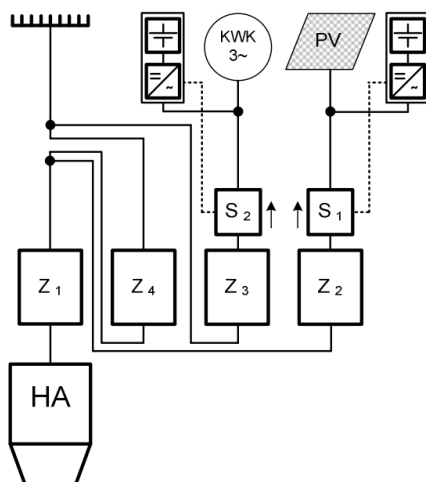 KWK
3~
PV
=
~
=
~
S 2
S 1
Z 1
Z 4
Z 3
Z 2
HA